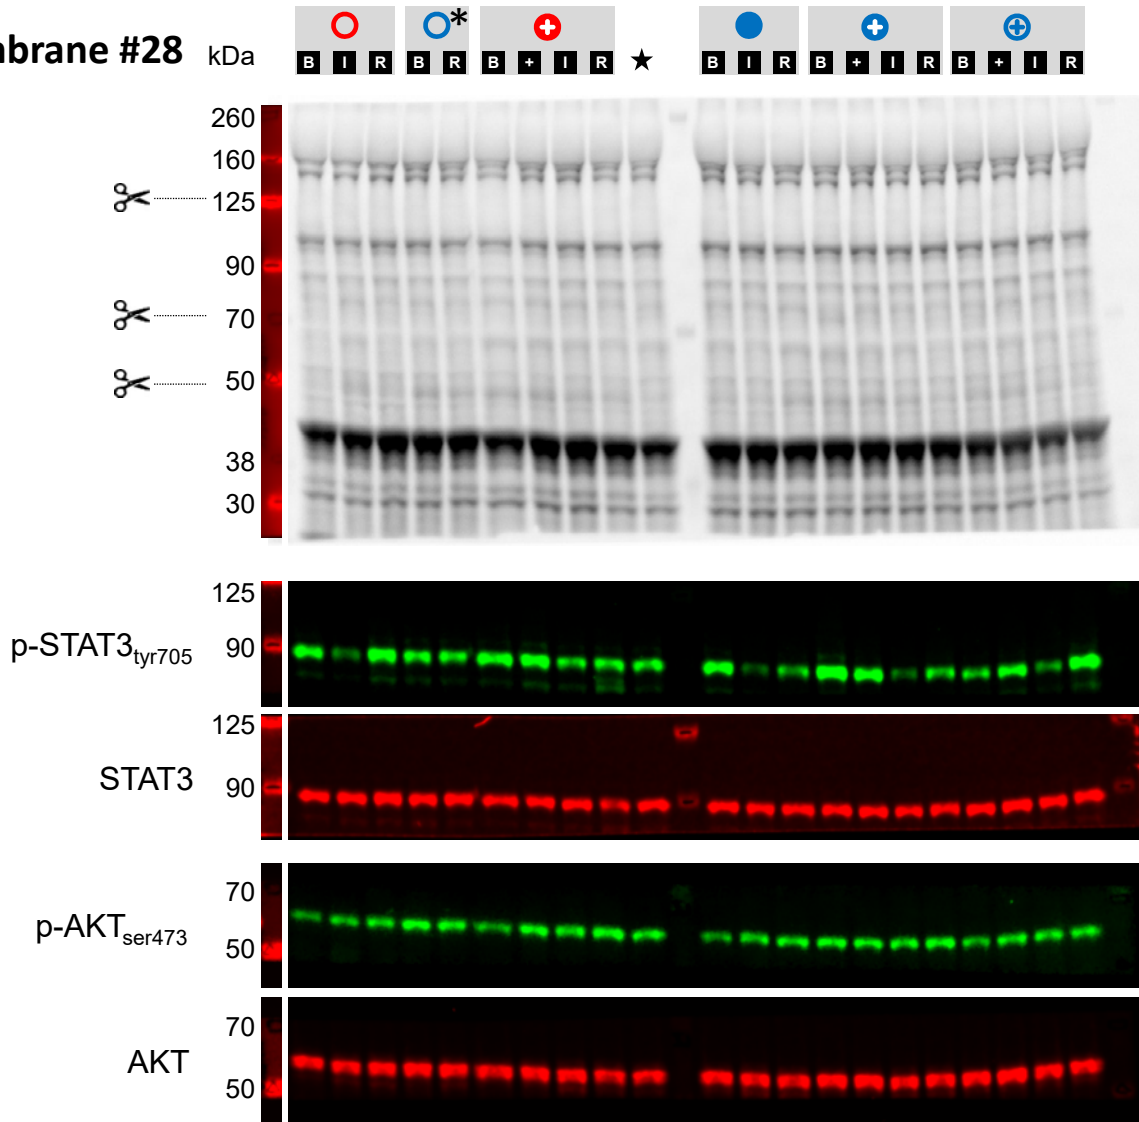 brane #28 kDa
*
B I R B R B + I R ★ B I R B + I R B + I R
260
160
125
90
70
50
38
30
125
p-STAT3tyr705 90
125
STAT3 90
70
p-AKTser473 50
70
AKT 50